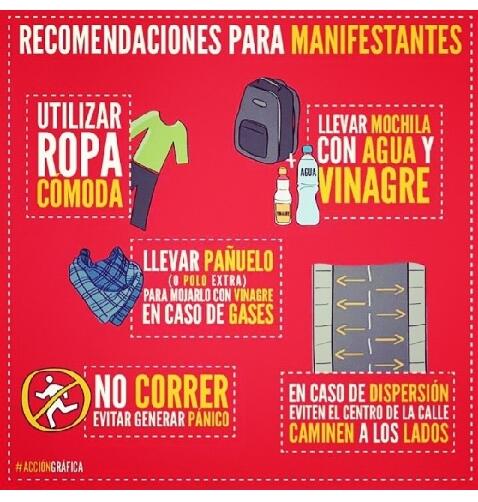 RECOMENDACIONES PARA MANIFESTANTES
UTILIZAR
ROPA
COMODA
LLEVAR MOCHILA
CON AGUA Y
VINAGRE
AGUA
VINAGRE
LLEVAR PAÑUELO
(O POLO EXTRA)
PARA MOJARLO CON VINAGRE
EN CASO DE GASES
NO CORRER
EVITAR GENERAR PÁNICO
EN CASO DE DISPERSIÓN
EVITEN EL CENTRO DE LA CALLE
CAMINEN A LOS LADOS
#ACCIÓNGRÁFICA